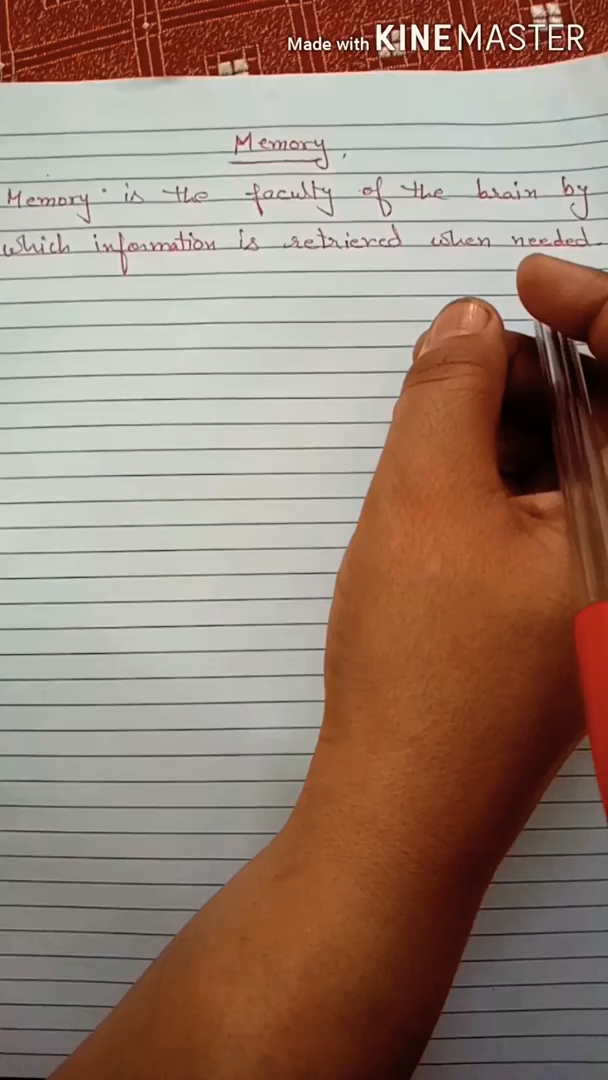 Made with KINEMASTER
Memory,
Memory is the faculty of the brain by
which information is retrieved when needed.